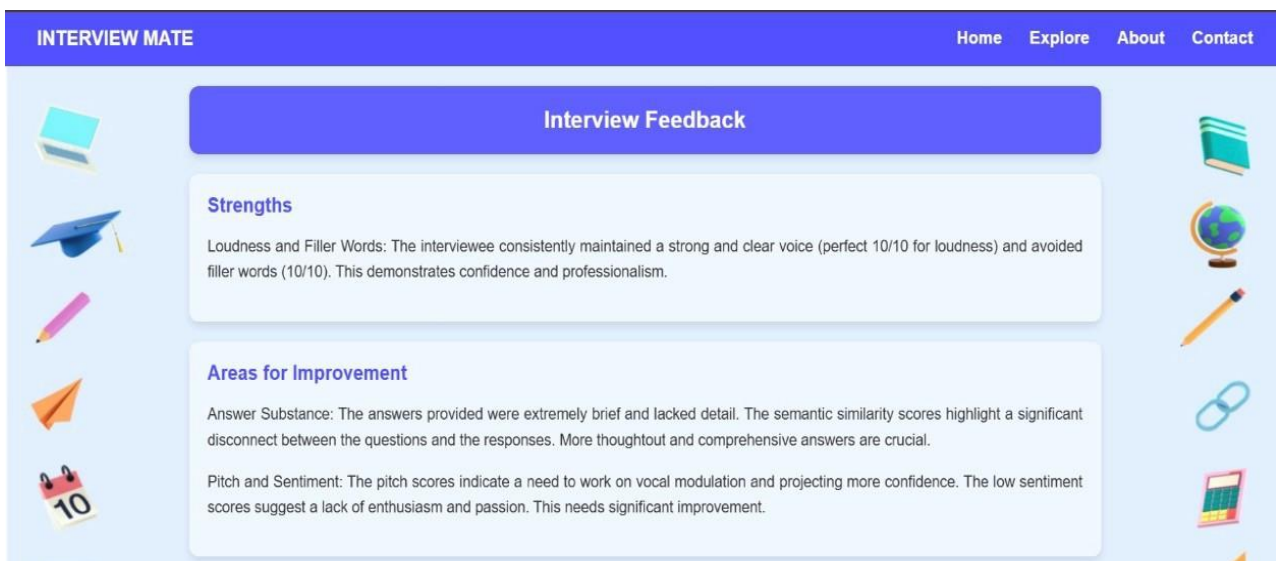 INTERVIEW MATE
Home Explore About Contact
Interview Feedback
Strengths
Loudness and Filler Words: The interviewee consistently maintained a strong and clear voice (perfect 10/10 for loudness) and avoided
filler words (10/10). This demonstrates confidence and professionalism.
Areas for Improvement
Answer Substance: The answers provided were extremely brief and lacked detail. The semantic similarity scores highlight a significant
disconnect between the questions and the responses. More thoughtout and comprehensive answers are crucial.
Pitch and Sentiment: The pitch scores indicate a need to work on vocal modulation and projecting more confidence. The low sentiment
scores suggest a lack of enthusiasm and passion. This needs significant improvement.
10